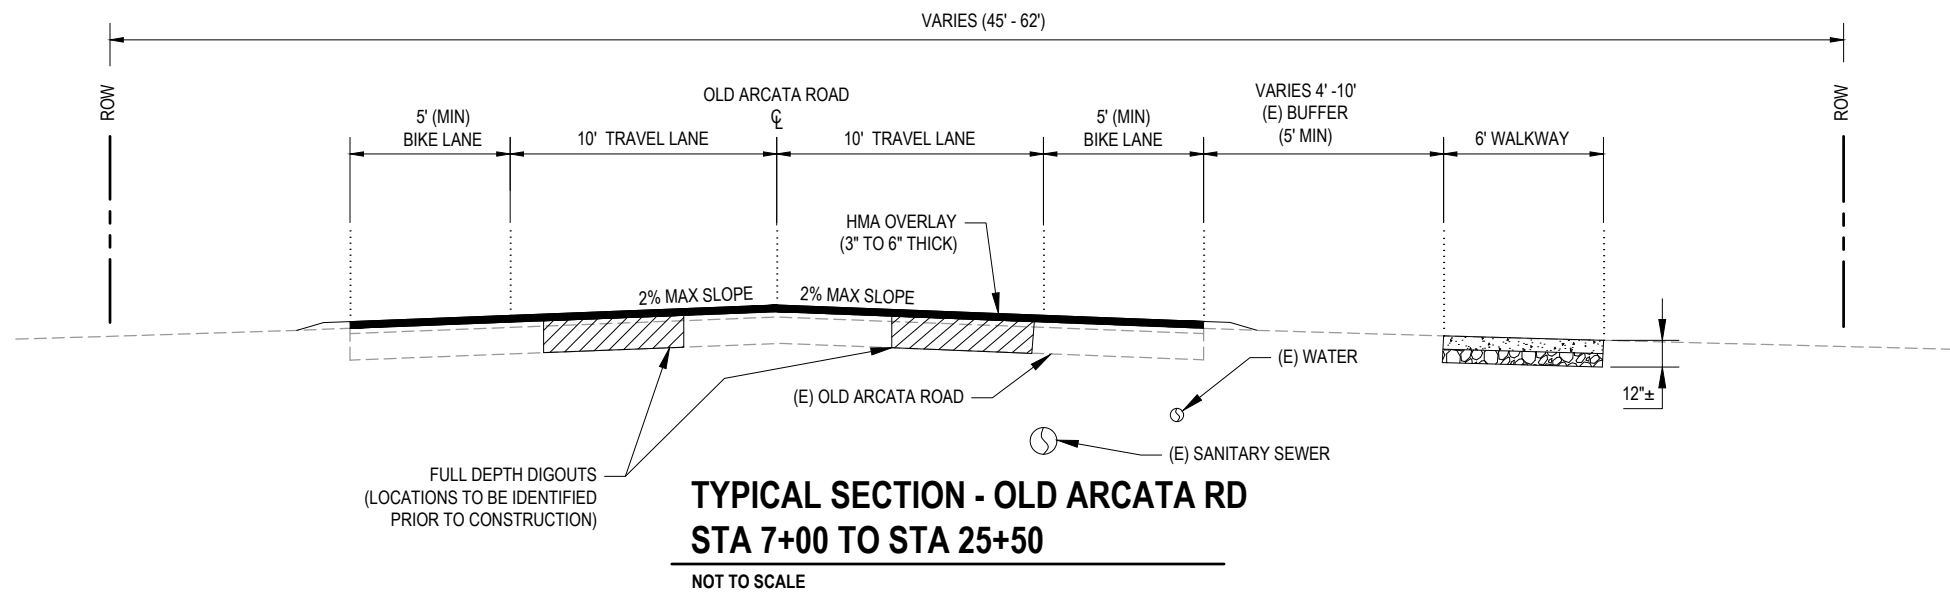 VARIES (45' - 62')
ROW
ROW
OLD ARCATA ROAD
℄
5' (MIN)
BIKE LANE
10' TRAVEL LANE
10' TRAVEL LANE
5' (MIN)
BIKE LANE
VARIES 4' -10'
(E) BUFFER
(5' MIN)
6' WALKWAY
HMA OVERLAY
(3" TO 6" THICK)
2% MAX SLOPE
2% MAX SLOPE
(E) WATER
12"±
(E) OLD ARCATA ROAD
(E) SANITARY SEWER
FULL DEPTH DIGOUTS
(LOCATIONS TO BE IDENTIFIED
PRIOR TO CONSTRUCTION)
TYPICAL SECTION - OLD ARCATA RD
STA 7+00 TO STA 25+50
NOT TO SCALE